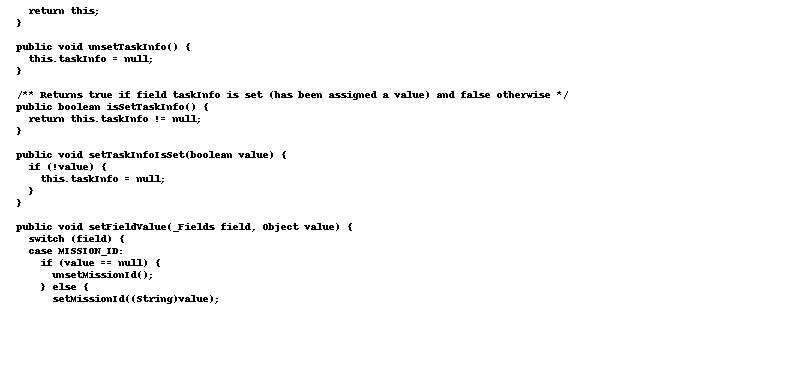 return this;
  }

  public void unsetTaskInfo() {
    this.taskInfo = null;
  }

  /** Returns true if field taskInfo is set (has been assigned a value) and false otherwise */
  public boolean isSetTaskInfo() {
    return this.taskInfo != null;
  }

  public void setTaskInfoIsSet(boolean value) {
    if (!value) {
      this.taskInfo = null;
    }
  }

  public void setFieldValue(_Fields field, Object value) {
    switch (field) {
    case MISSION_ID:
      if (value == null) {
        unsetMissionId();
      } else {
        setMissionId((String)value);